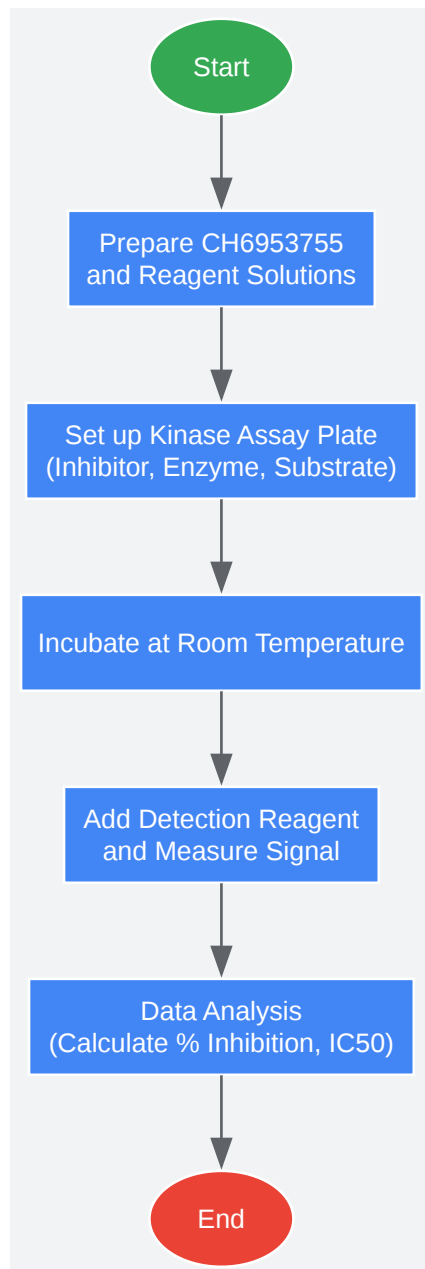 Start
Prepare CH6953755
and Reagent Solutions
Set up Kinase Assay Plate
(Inhibitor, Enzyme, Substrate)
Incubate at Room Temperature
Add Detection Reagent
and Measure Signal
Data Analysis
(Calculate % Inhibition, IC50)
End